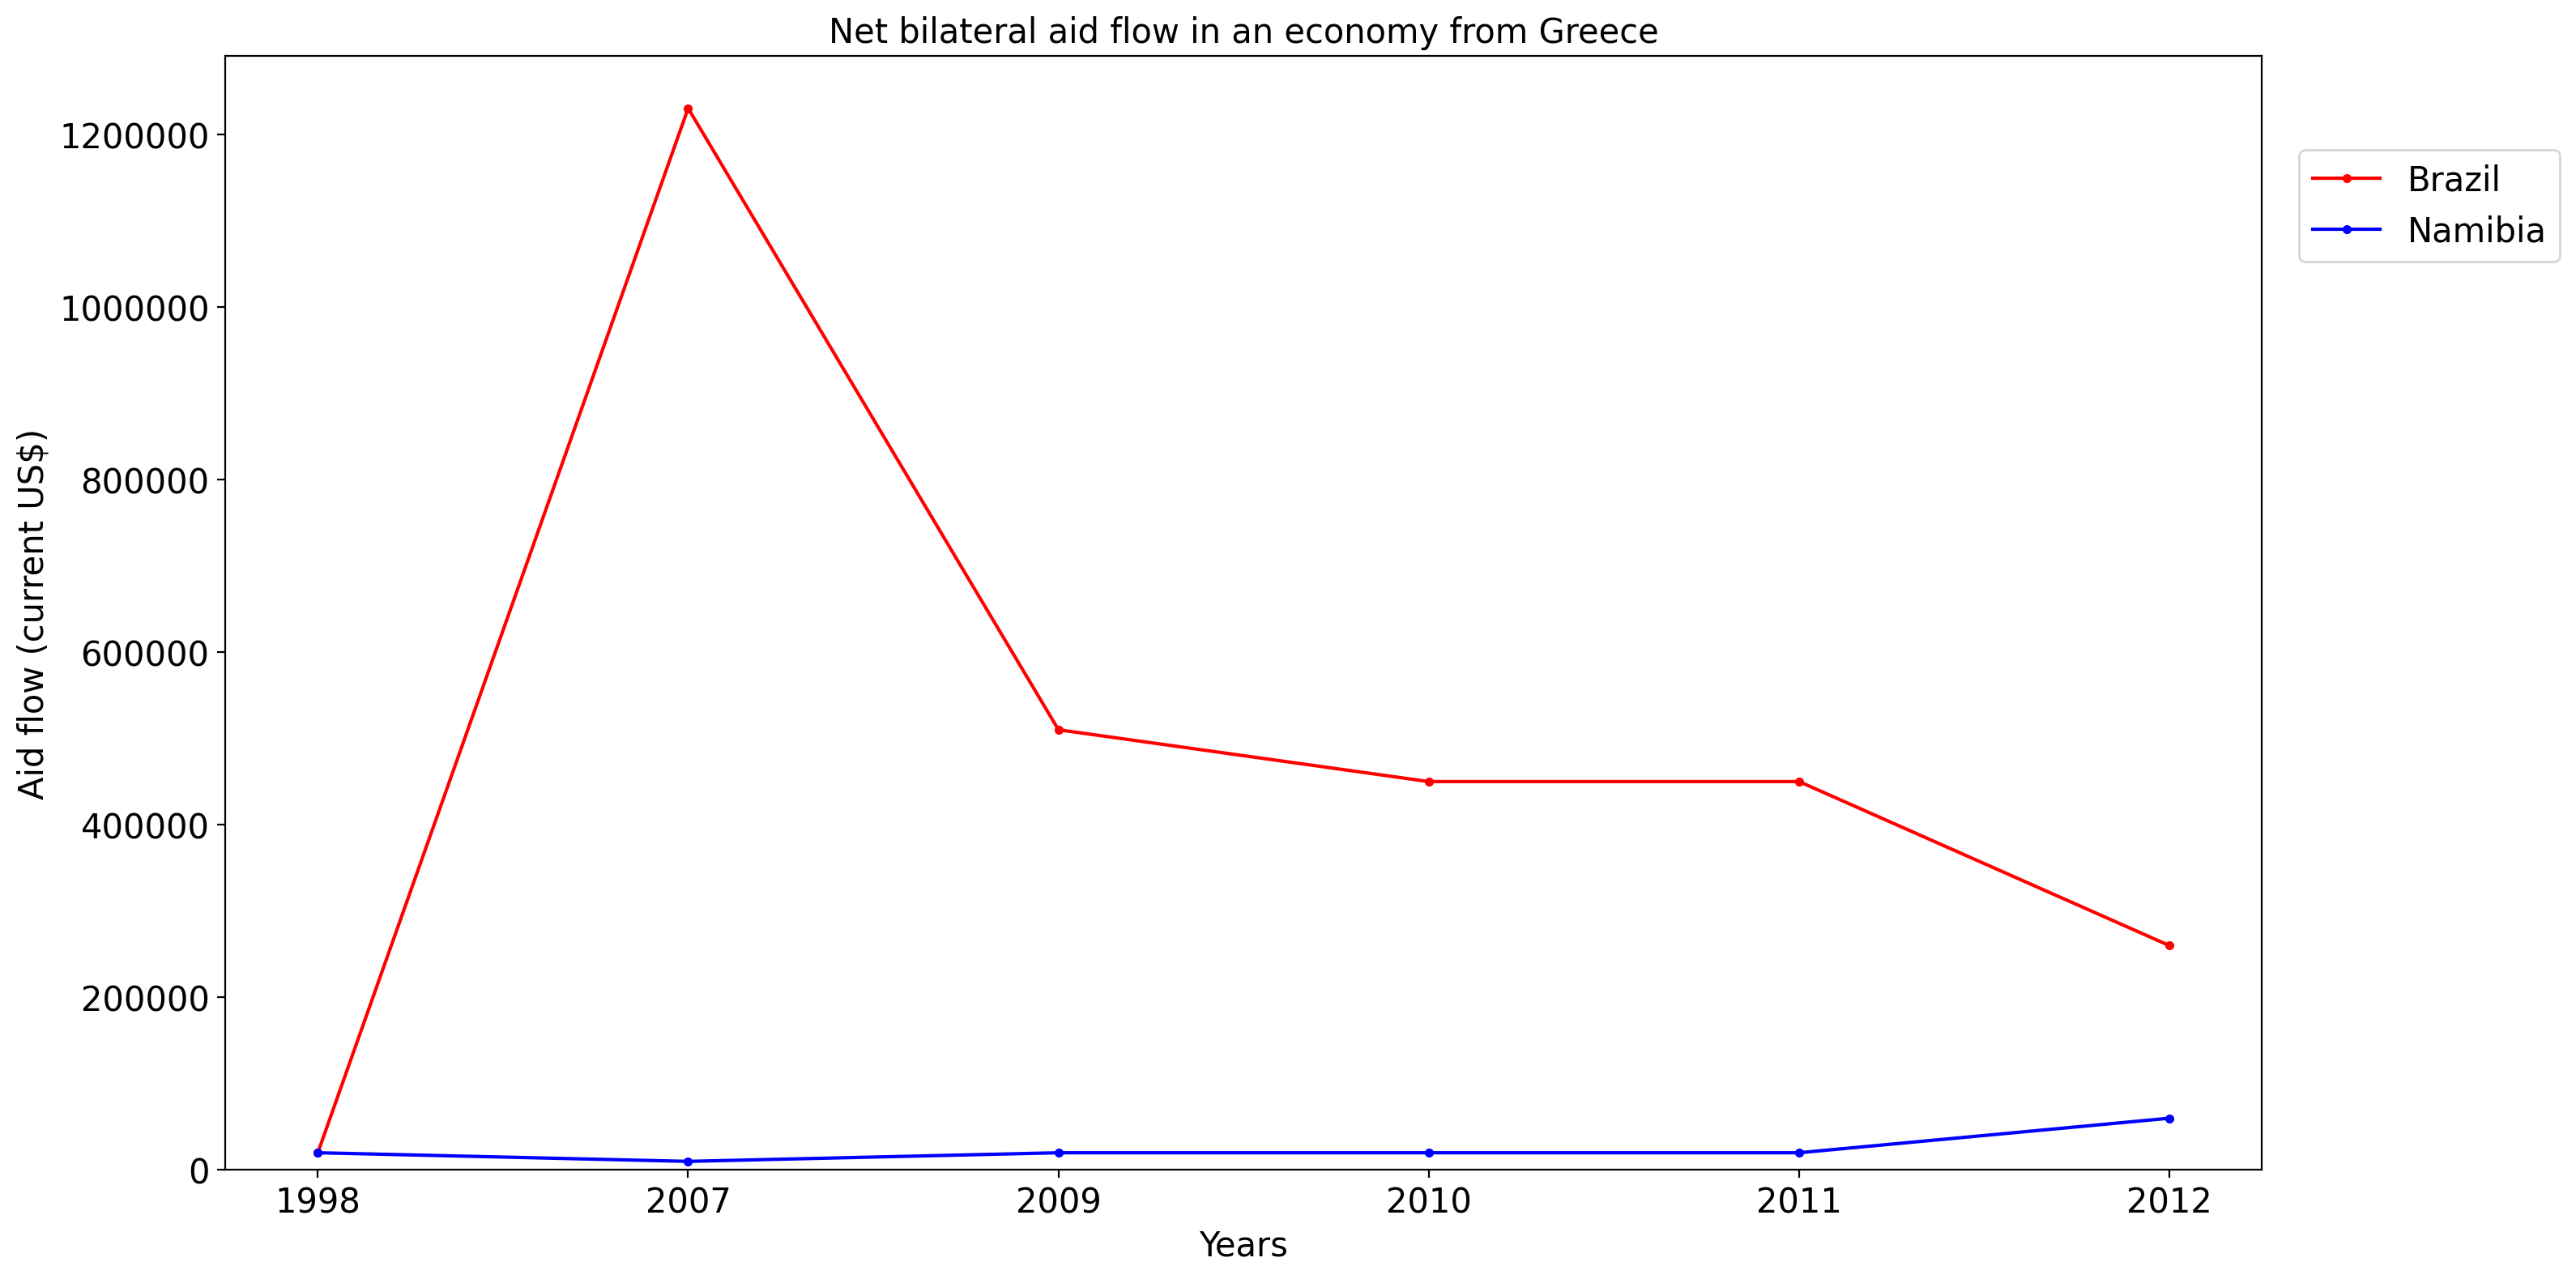 Net bilateral aid flow in an economy from Greece
1200000
1000000
800000
600000
400000
200000
0
Aid flow (current US$)
1998 2007 2009 2010 2011 2012
Years
Brazil
Namibia